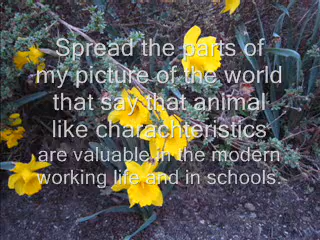 Spread the parts of
my picture of the world
that say that animal
like charachteristics
are valuable in the modern
working life and in schools.